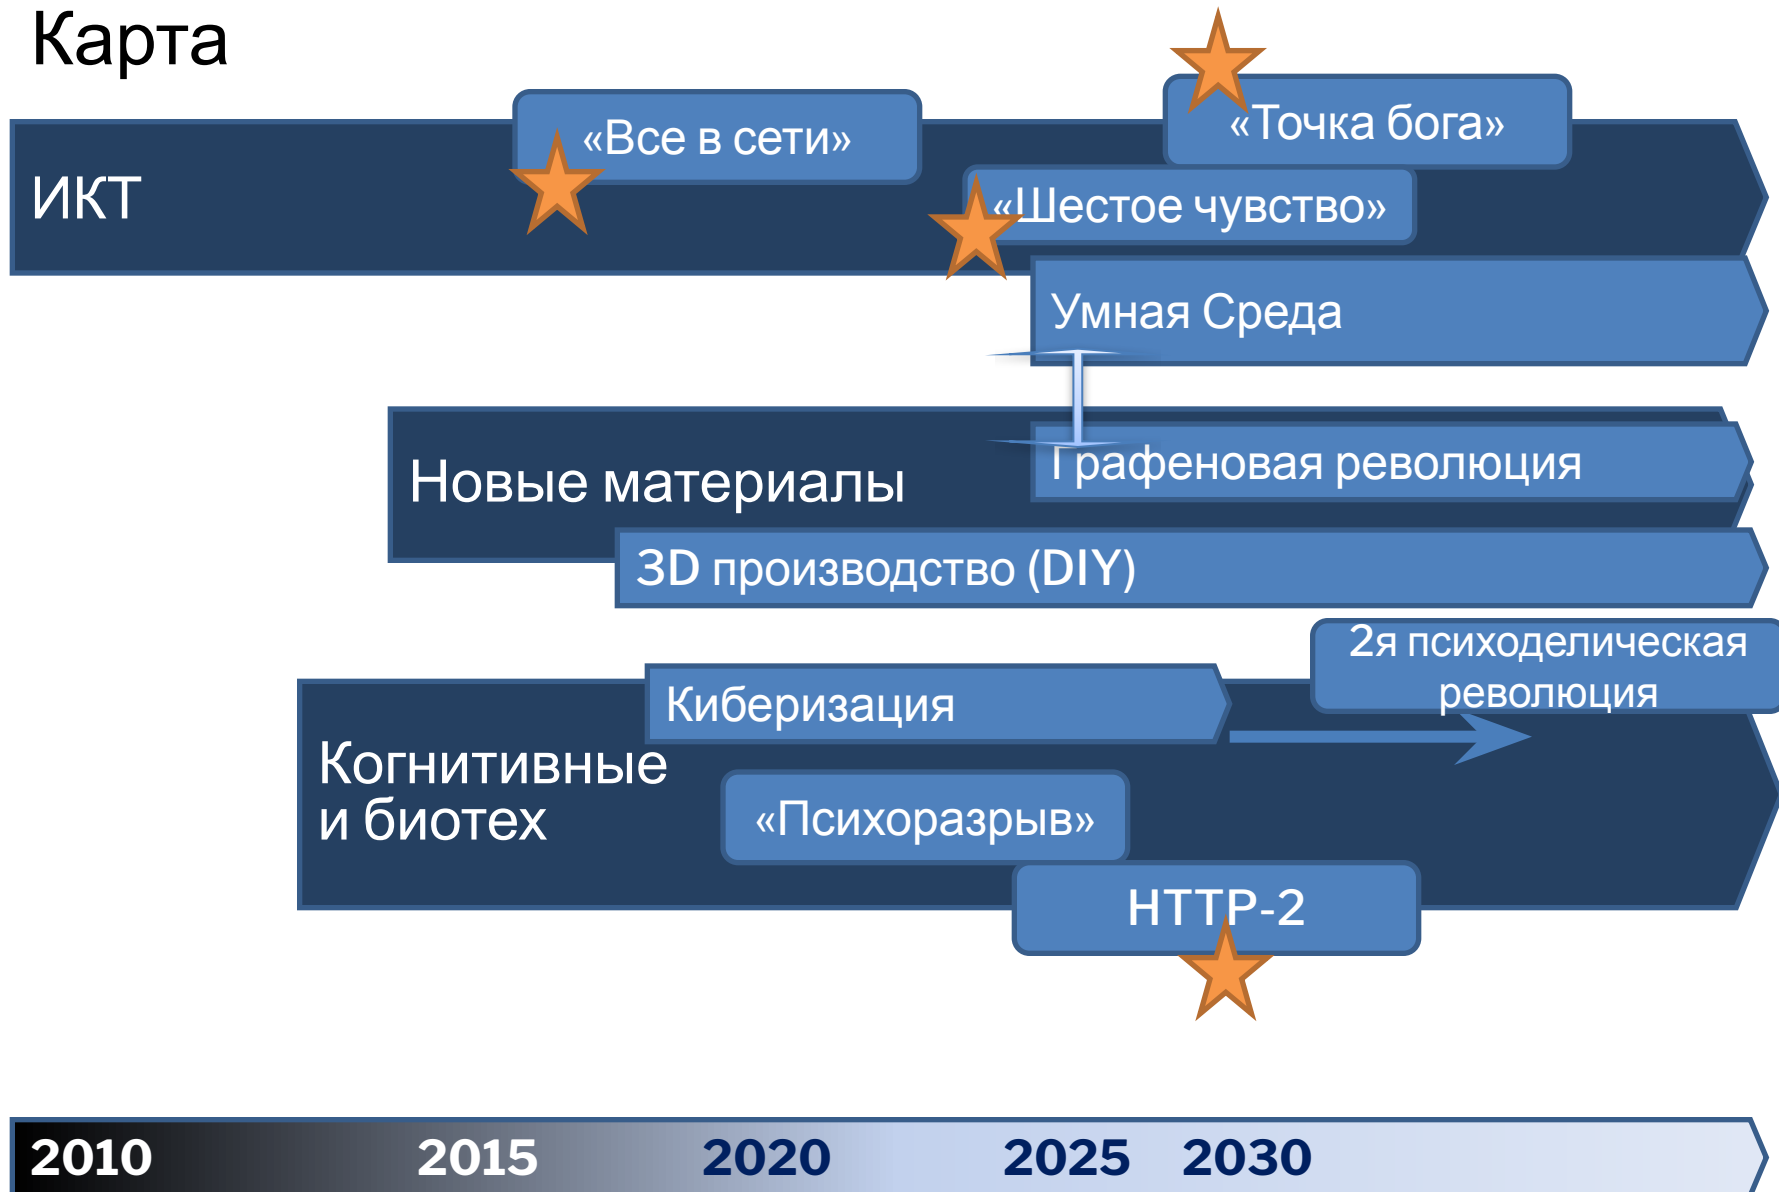 Карта
ИКТ
«Все в сети»
«Точка бога»
«Шестое чувство»
Умная Среда
Новые материалы
Графеновая революция
3D производство (DIY)
2я психоделическая
революция
Киберизация
Когнитивные
и биотех
«Психоразрыв»
HTTP-2
2010 2015 2020 2025 2030